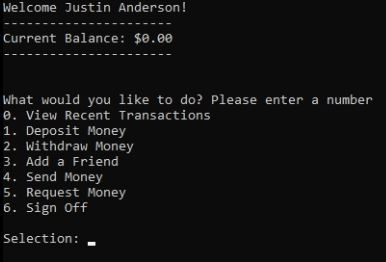 Welcome Justin Anderson!
----------------------
Current Balance: $0.00
----------------------
What would you like to do? Please enter a number
0. View Recent Transactions
1. Deposit Money
2. Withdraw Money
3. Add a Friend
4. Send Money
5. Request Money
6. Sign Off
Selection: